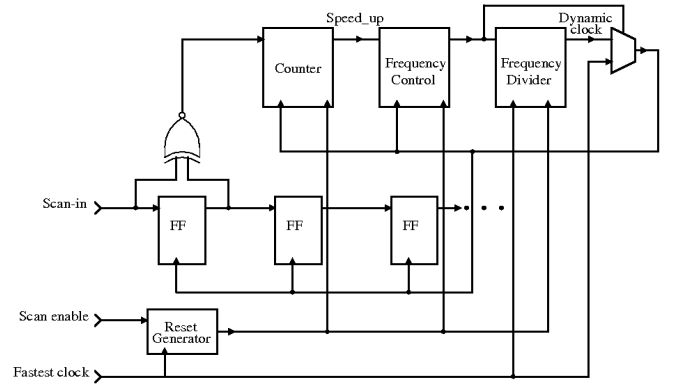 Speed_up
Dynamic
clock
Counter
Frequency
Control
Frequency
Divider
Scan-in
FF
FF
FF
Scan enable
Reset
Generator
Fastest clock